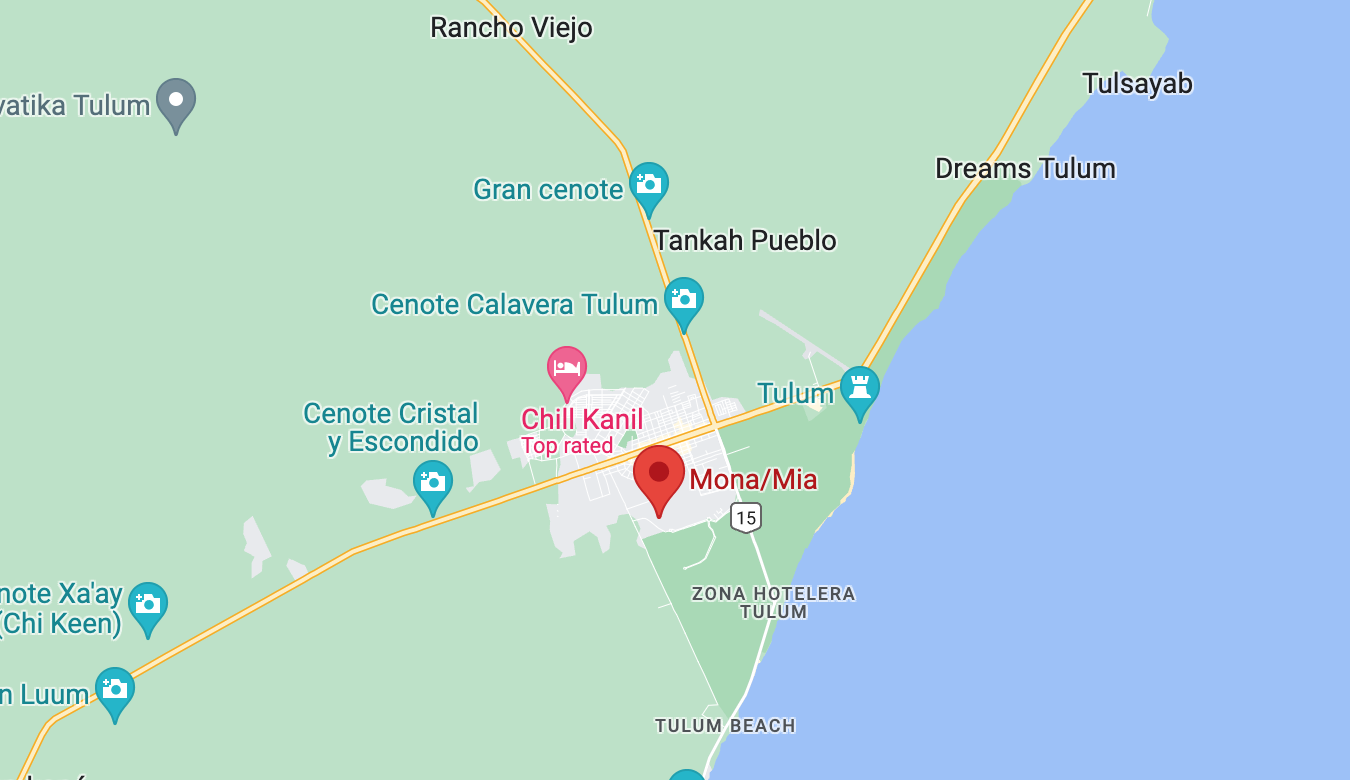 Rancho Viejo
Tulsayab
vatika Tulum
Dreams Tulum
Gran cenote
Tankah Pueblo
Cenote Calavera Tulum
Tulum
Cenote Cristal
y Escondido
Chill Kanil
Top rated
Mona/Mia
15
ZONA HOTELERA
TULUM
note Xa'ay
(Chi Keen)
n Luum
TULUM BEACH